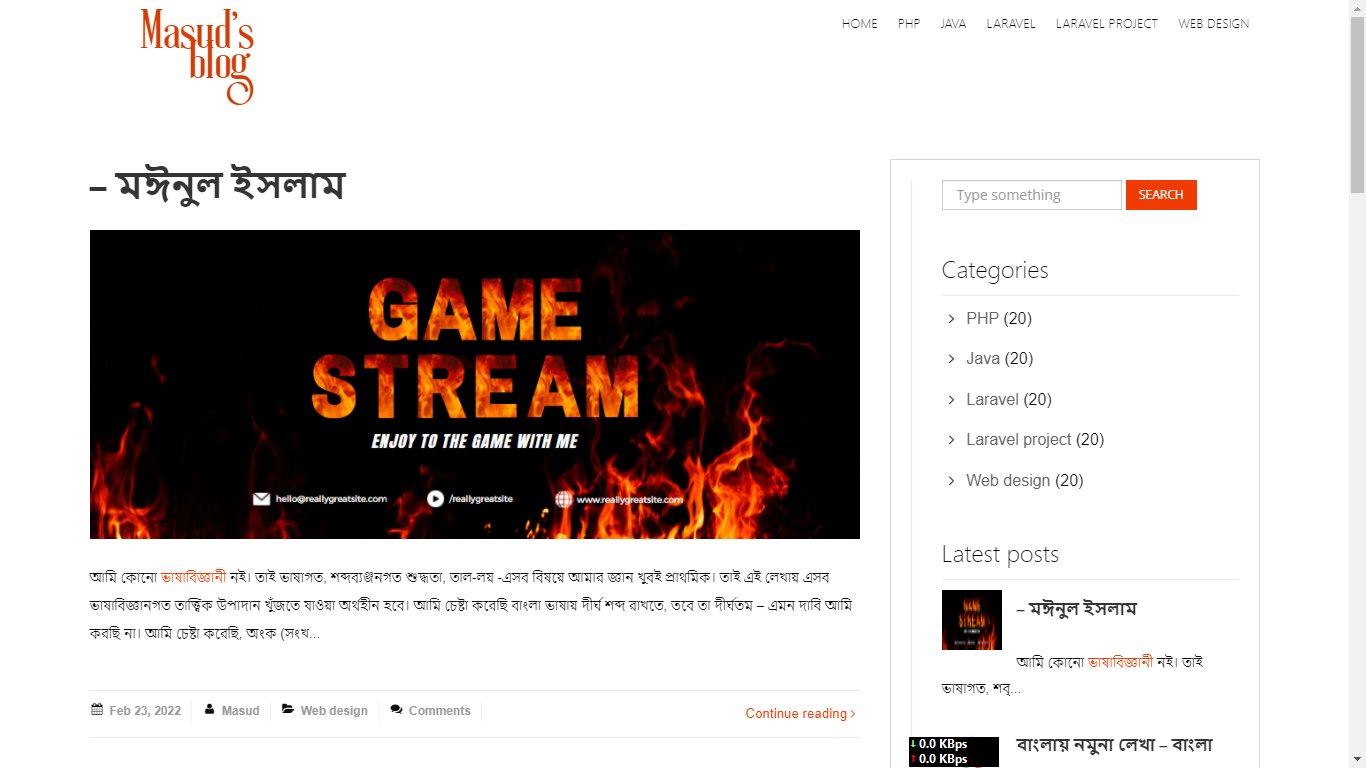 Masud's
blog
HOME PHP JAVA LARAVEL LARAVEL PROJECT WEB DESIGN
– মঈনুল ইসলাম
GAME
STREAM
ENJOY TO THE GAME WITH ME
hello@reallygreatsite.com /reallygreatsite www.reallygreatsite.com
আমি কোনো ভাষাবিজ্ঞানী নই। তাই ভাষাগত, শব্দব্যঞ্জনগত শুদ্ধতা, তাল-লয় -এসব বিষয়ে আমার জ্ঞান খুবই প্রাথমিক। তাই এই লেখায় এসব
ভাষাবিজ্ঞানগত তাত্ত্বিক উপাদান খুঁজতে যাওয়া অর্থহীন হবে। আমি চেষ্টা করেছি বাংলা ভাষায় দীর্ঘ শব্দ রাখতে, তবে তা দীর্ঘতম – এমন দাবি আমি
করছি না। আমি চেষ্টা করেছি, অংক (সংখ...
Feb 23, 2022 Masud Web design Comments
Continue reading
Type something SEARCH
Categories
PHP (20)
Java (20)
Laravel (20)
Laravel project (20)
Web design (20)
Latest posts
GAME
STREAM
– মঈনুল ইসলাম
আমি কোনো ভাষাবিজ্ঞানী নই। তাই
ভাষাগত, শব্...
বাংলায় নমুনা লেখা – বাংলা
0.0 KBps
0.0 KBps